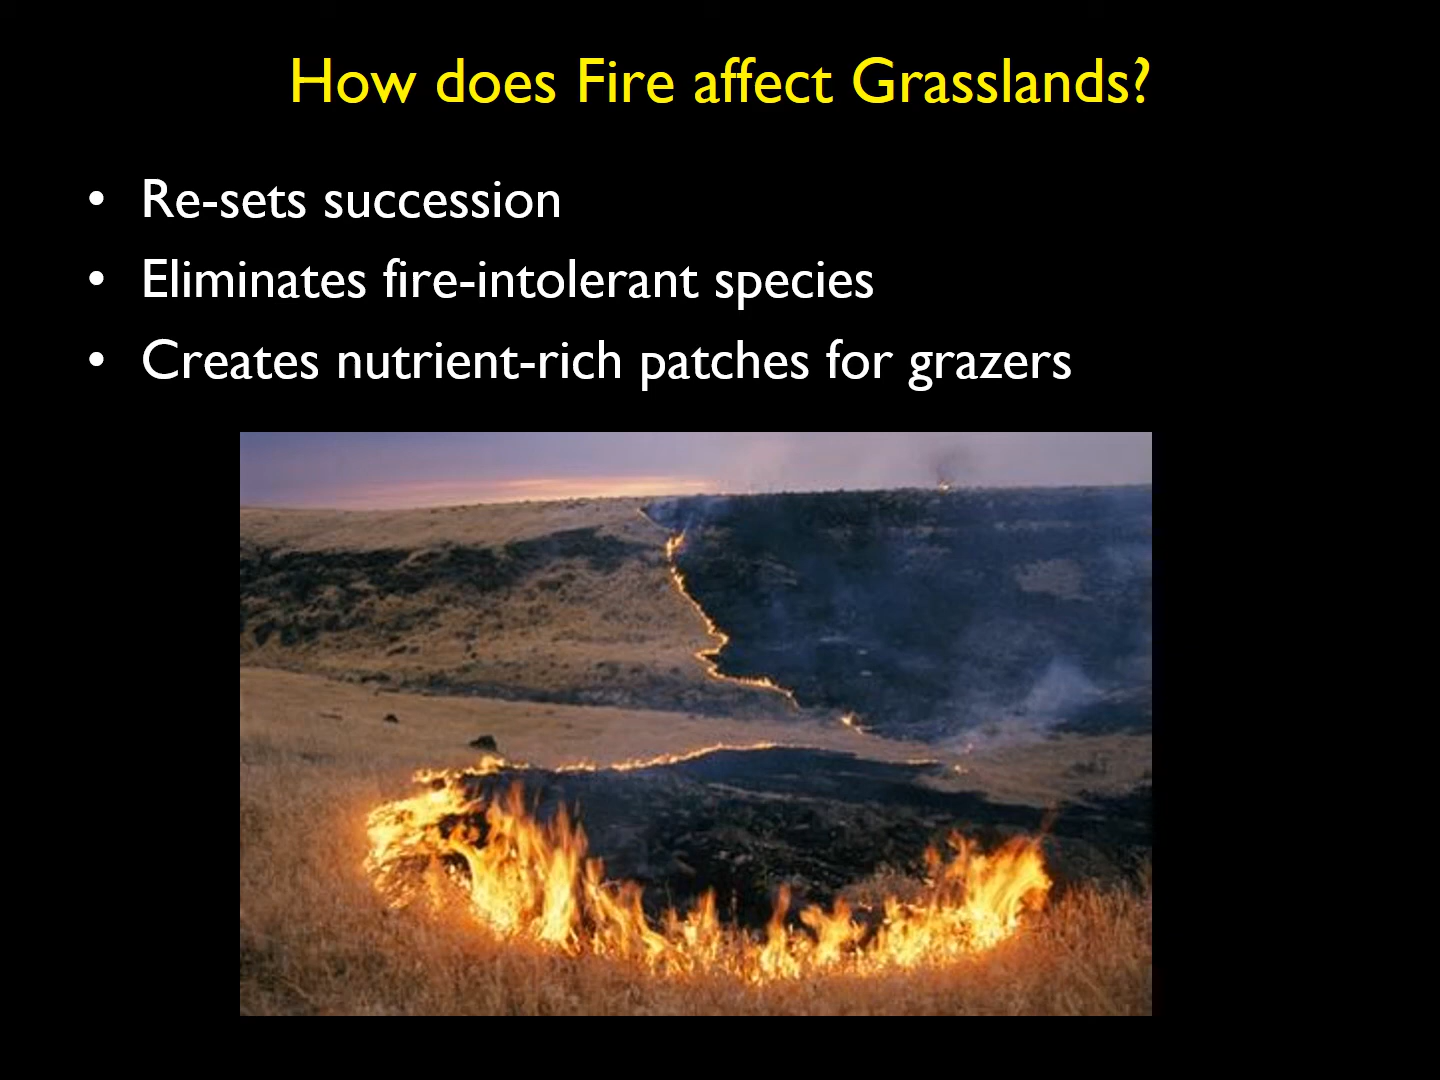 How does Fire affect Grasslands?
• Re-sets succession
• Eliminates fire-intolerant species
• Creates nutrient-rich patches for grazers